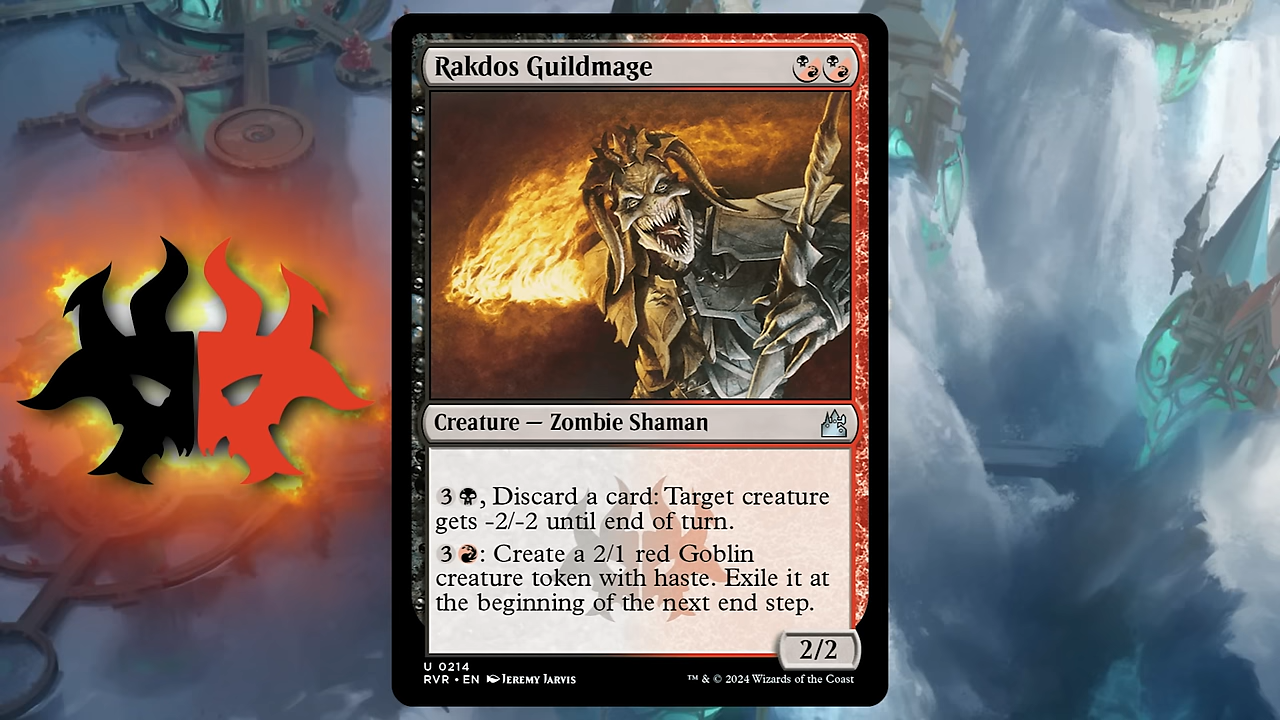 Rakdos Guildmage
Creature — Zombie Shaman
3, Discard a card: Target creature
gets -2/-2 until end of turn.
3: Create a 2/1 red Goblin
creature token with haste. Exile it at
the beginning of the next end step.
2/2
U 0214
RVR • EN JEREMY JARVIS
™ & © 2024 Wizards of the Coast